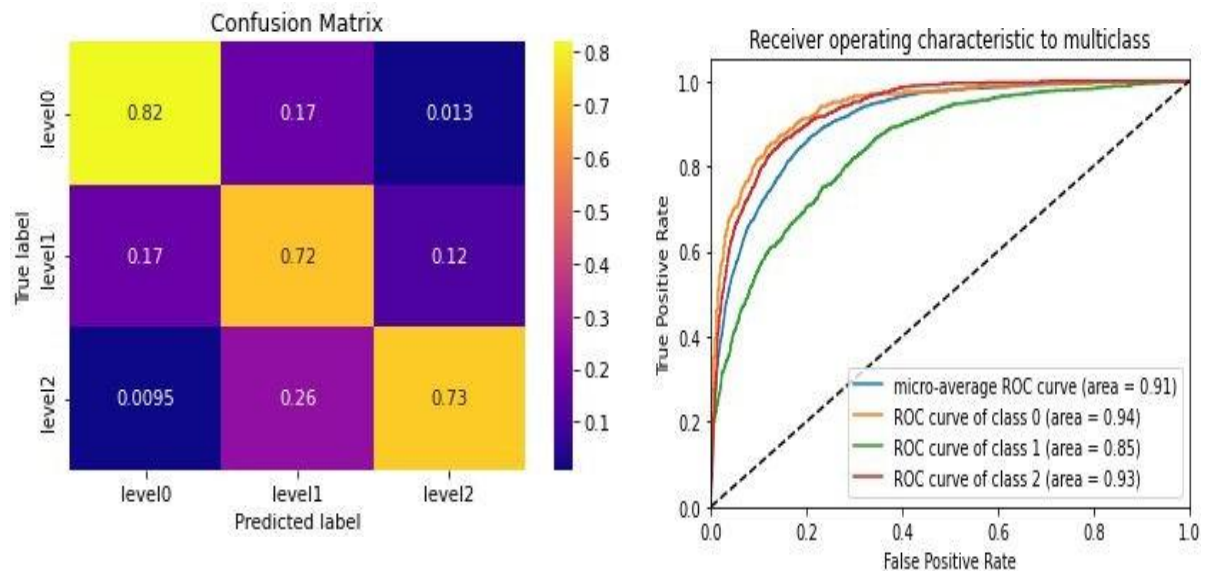 Confusion Matrix
True label
level0
level1
level2
0.82 0.17 0.013
0.17 0.72 0.12
0.0095 0.26 0.73
level0 level1 level2
Predicted label
0.8
0.7
0.6
0.5
0.4
0.3
0.2
0.1
Receiver operating characteristic to multiclass
True Positive Rate
1.0
0.8
0.6
0.4
0.2
0.0
micro-average ROC curve (area = 0.91)
ROC curve of class 0 (area = 0.94)
ROC curve of class 1 (area = 0.85)
ROC curve of class 2 (area = 0.93)
0.0 0.2 0.4 0.6 0.8 1.0
False Positive Rate